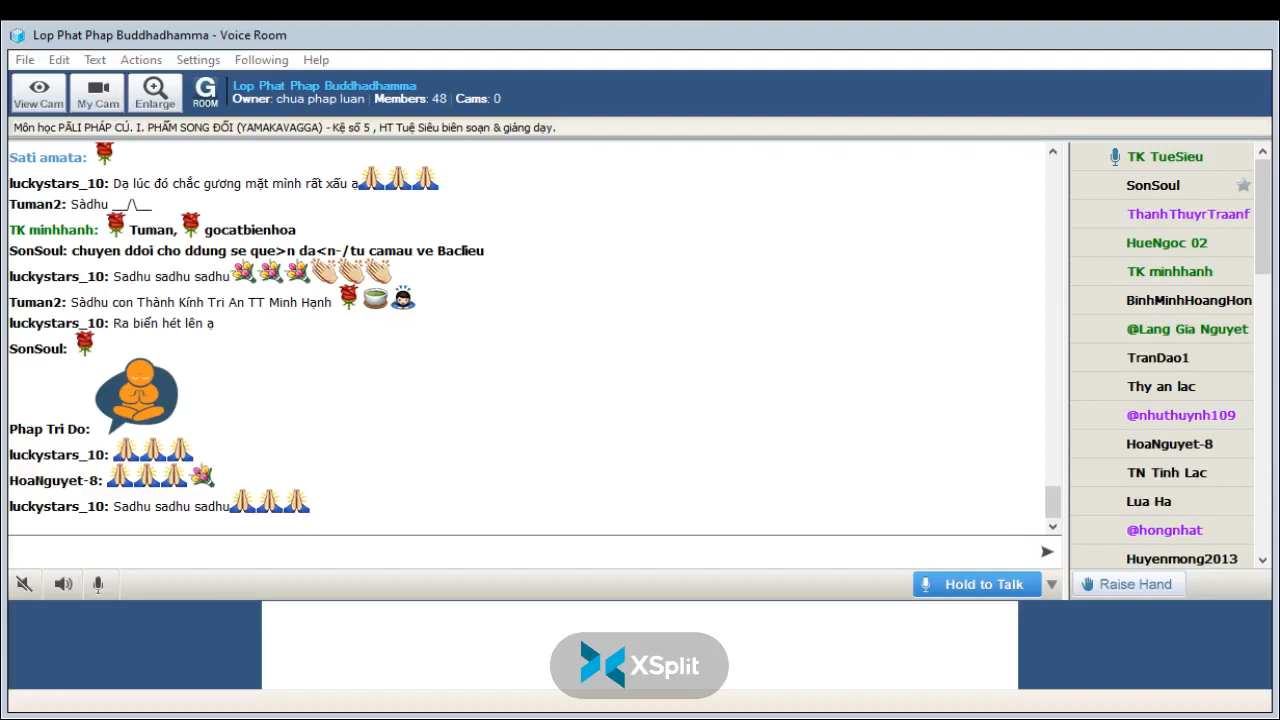 Lop Phat Phap Buddhadhamma - Voice Room
File Edit Text Actions Settings Following Help
View Cam My Cam Enlarge G ROOM
Lop Phat Phap Buddhadhamma
Owner: chua phap luan | Members: 48 | Cams: 0
Môn học PĀLI PHÁP CÚ. I. PHẨM SONG ĐỐI (YAMAKAVAGGA) - Kệ số 5 , HT Tuệ Siêu biên soạn & giảng dạy.
Sati amata:
luckystars_10: Dạ lúc đó chắc gương mặt mình rất xấu ạ
Tuman2: Sàdhu __/\__
TK minhhanh: Tuman, gocatbienhoa
SonSoul: chuyen ddoi cho ddung se que>n da<n-/tu camau ve Baclieu
luckystars_10: Sadhu sadhu sadhu
Tuman2: Sàdhu con Thành Kính Tri Ân TT Minh Hạnh
luckystars_10: Ra biển hét lên ạ
SonSoul:
Phap Tri Do:
luckystars_10:
HoaNguyet-8:
luckystars_10: Sadhu sadhu sadhu
TK TueSieu
SonSoul
ThanhThuyrTraanf
HueNgoc 02
TK minhhanh
BinhMinhHoangHon
@Lang Gia Nguyet
TranDao1
Thy an lac
@nhuthuynh109
HoaNguyet-8
TN Tinh Lac
Lua Ha
@hongnhat
Huyenmong2013
Hold to Talk
Raise Hand
XSplit